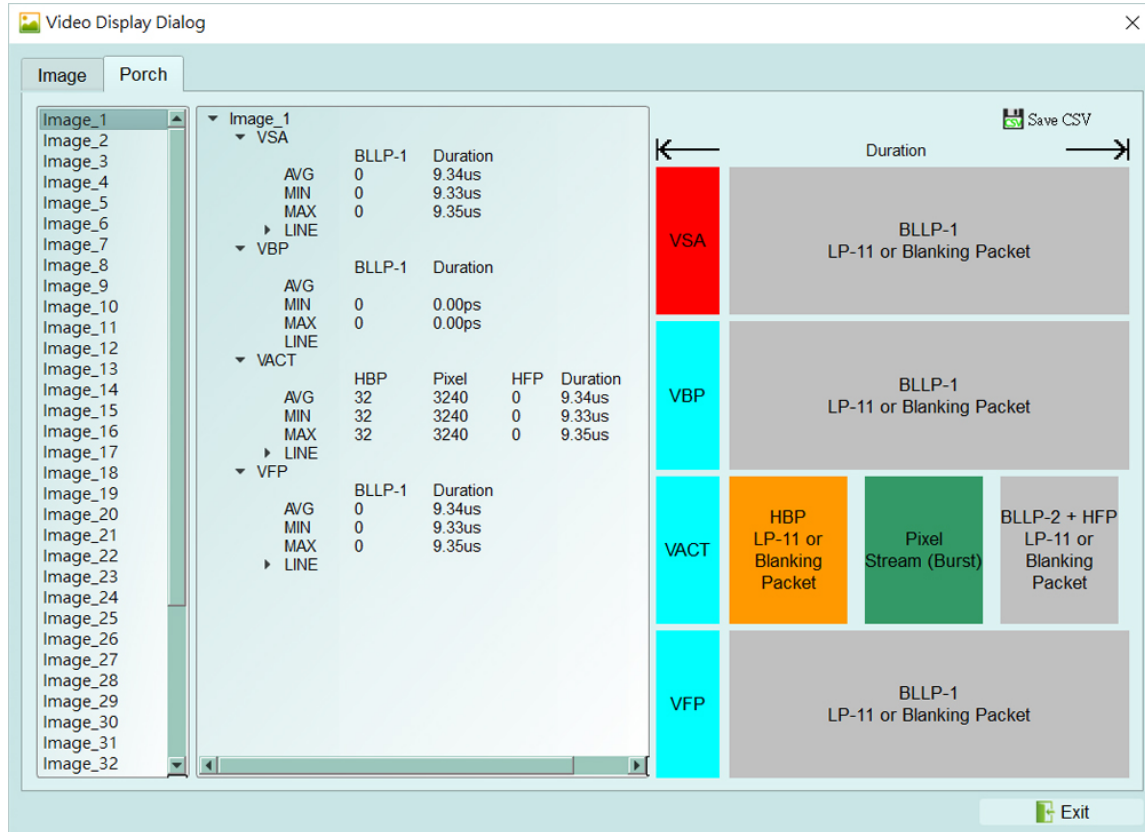 Video Display Dialog
Image
Porch
Image_1
Image_2
Image_3
Image_4
Image_5
Image_6
Image_7
Image_8
Image_9
Image_10
Image_11
Image_12
Image_13
Image_14
Image_15
Image_16
Image_17
Image_18
Image_19
Image_20
Image_21
Image_22
Image_23
Image_24
Image_25
Image_26
Image_27
Image_28
Image_29
Image_30
Image_31
Image_32
Image_1
VSA
BLLP-1 Duration
AVG 0 9.34us
MIN 0 9.33us
MAX 0 9.35us
LINE
VBP
BLLP-1 Duration
AVG
MIN 0 0.00ps
MAX 0 0.00ps
LINE
VACT
HBP Pixel HFP Duration
AVG 32 3240 0 9.34us
MIN 32 3240 0 9.33us
MAX 32 3240 0 9.35us
LINE
VFP
BLLP-1 Duration
AVG 0 9.34us
MIN 0 9.33us
MAX 0 9.35us
LINE
CSV Save CSV
Duration
VSA
BLLP-1
LP-11 or Blanking Packet
VBP
BLLP-1
LP-11 or Blanking Packet
VACT
HBP
LP-11 or
Blanking
Packet
Pixel
Stream (Burst)
BLLP-2 + HFP
LP-11 or
Blanking
Packet
VFP
BLLP-1
LP-11 or Blanking Packet
Exit